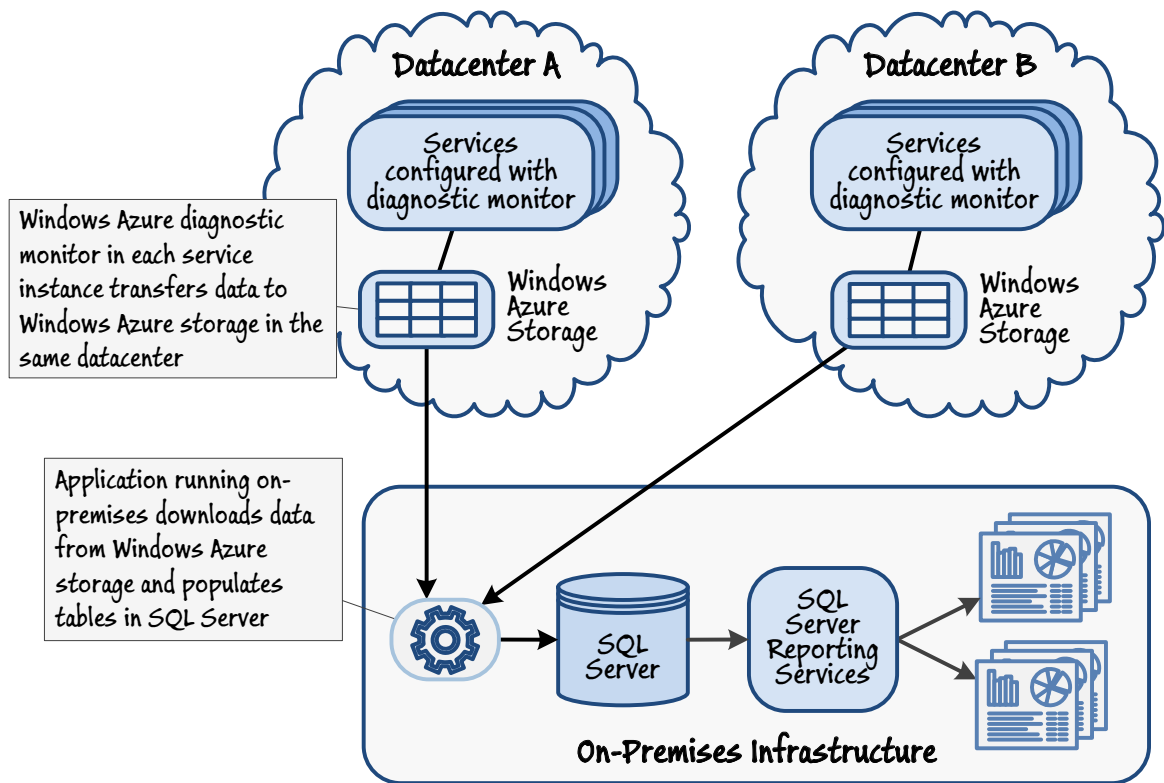 Datacenter A
Services
configured with
diagnostic monitor
Windows
Azure
Storage
Datacenter B
Services
configured with
diagnostic monitor
Windows
Azure
Storage
Windows Azure diagnostic
monitor in each service
instance transfers data to
Windows Azure storage in the
same datacenter
Application running on-
premises downloads data
from Windows Azure
storage and populates
tables in SQL Server
SQL
Server
SQL
Server
Reporting
Services
On-Premises Infrastructure